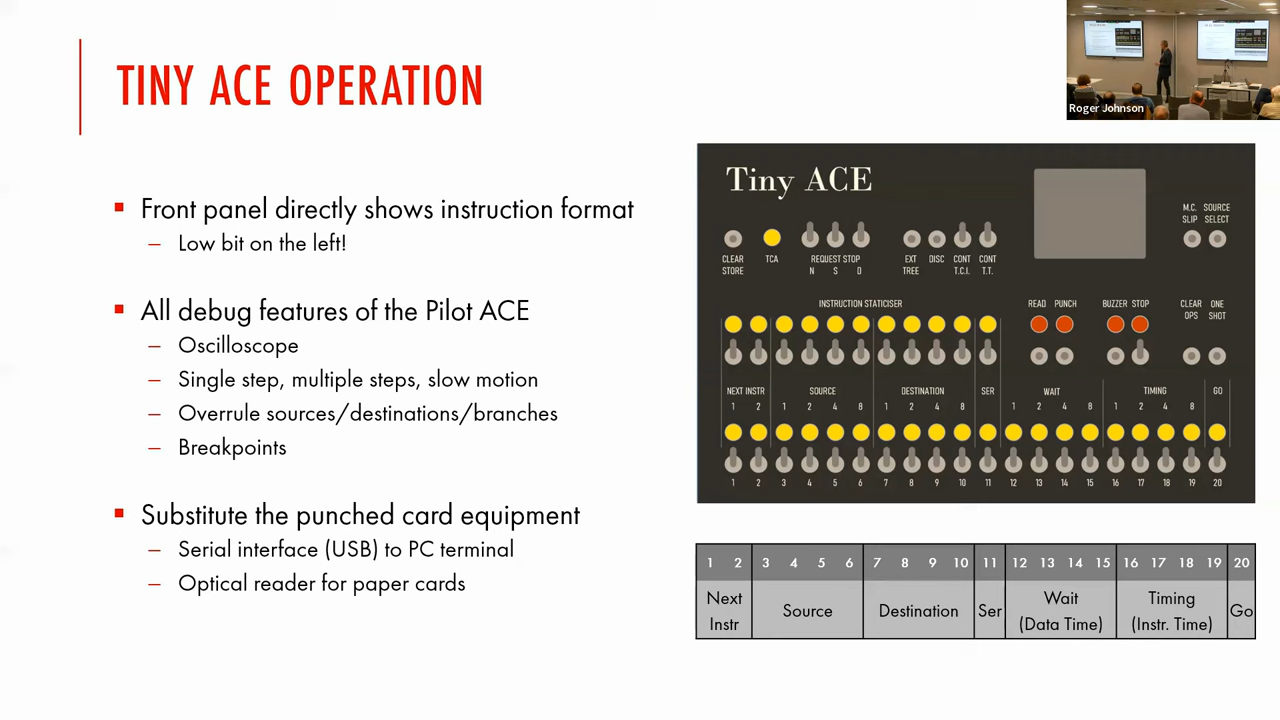 TINY ACE OPERATION
Roger Johnson
Front panel directly shows instruction format
– Low bit on the left!
All debug features of the Pilot ACE
– Oscilloscope
– Single step, multiple steps, slow motion
– Overrule sources/destinations/branches
– Breakpoints
Substitute the punched card equipment
– Serial interface (USB) to PC terminal
– Optical reader for paper cards
Tiny ACE
M.C. SLIP SOURCE SELECT
CLEAR STORE TCA REQUEST STOP EXT TREE DISC CONT T.C.I. CONT T.T.
N S D
INSTRUCTION STATICISER READ PUNCH BUZZER STOP CLEAR OPS ONE SHOT
NEXT INSTR SOURCE DESTINATION SER WAIT TIMING GO
1 2 1 2 4 8 1 2 4 8 1 2 4 8 1 2 4 8
1 2 3 4 5 6 7 8 9 10 11 12 13 14 15 16 17 18 19 20
1 2 3 4 5 6 7 8 9 10 11 12 13 14 15 16 17 18 19 20
Next Source Destination Ser Wait Timing Go
Instr (Data Time) (Instr. Time)